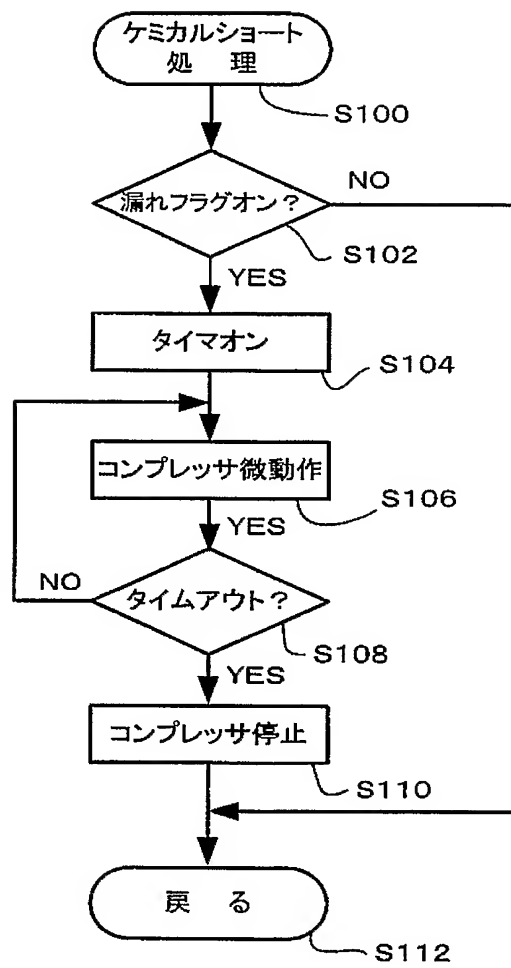 ケミカルショート
処　理
S100
漏れフラグオン？
NO
S102
YES
タイマオン
S104
コンプレッサ微動作
S106
YES
NO
タイムアウト？
S108
YES
コンプレッサ停止
S110
戻　る
S112